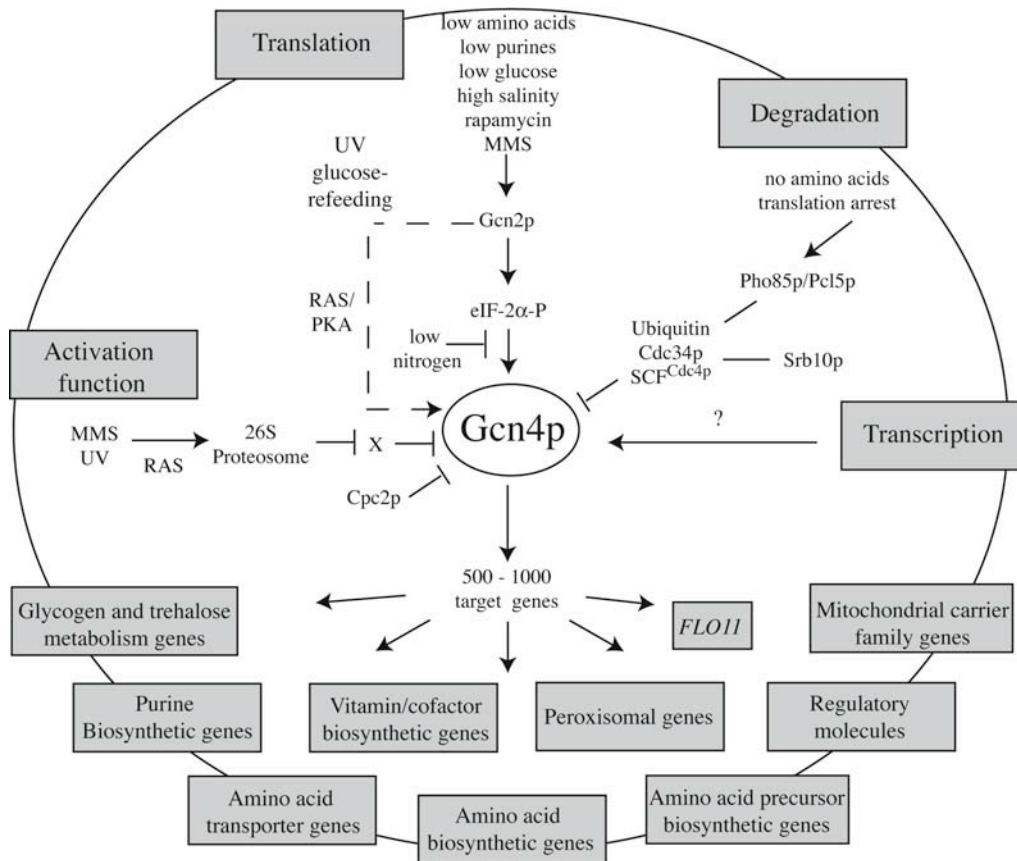 Translation
low amino acids
low purines
low glucose
high salinity
rapamycin
MMS
Degradation
UV
glucose-
refeeding
no amino acids
translation arrest
Gcn2p
Pho85p/Pcl5p
RAS/
PKA
eIF-2α-P
low
nitrogen
Ubiquitin
Cdc34p
SCFCdc4p
Srb10p
Activation
function
MMS
UV
RAS
26S
Proteosome
X
Gcn4p
?
Transcription
Cpc2p
500 - 1000
target genes
Glycogen and trehalose
metabolism genes
FLO11
Mitochondrial carrier
family genes
Purine
Biosynthetic genes
Vitamin/cofactor
biosynthetic genes
Peroxisomal genes
Regulatory
molecules
Amino acid
transporter genes
Amino acid
biosynthetic genes
Amino acid precursor
biosynthetic genes